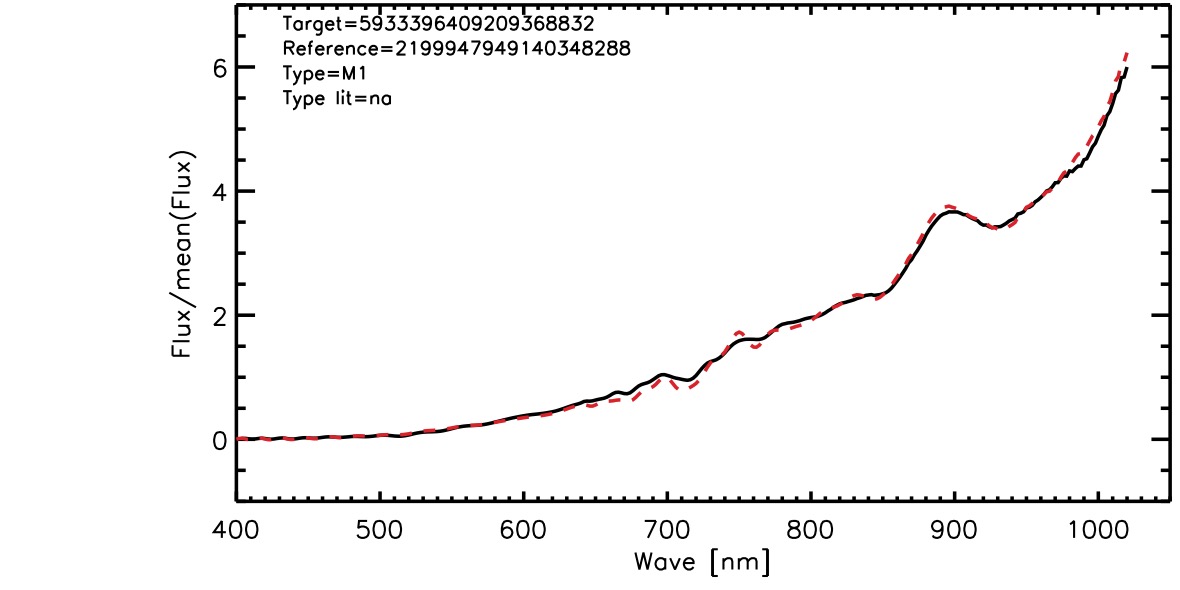 Target=5933396409209368832
Reference=2199947949140348288
Type=M1
Type lit=na
6
4
2
0
Flux/mean(Flux)
400 500 600 700 800 900 1000
Wave [nm]